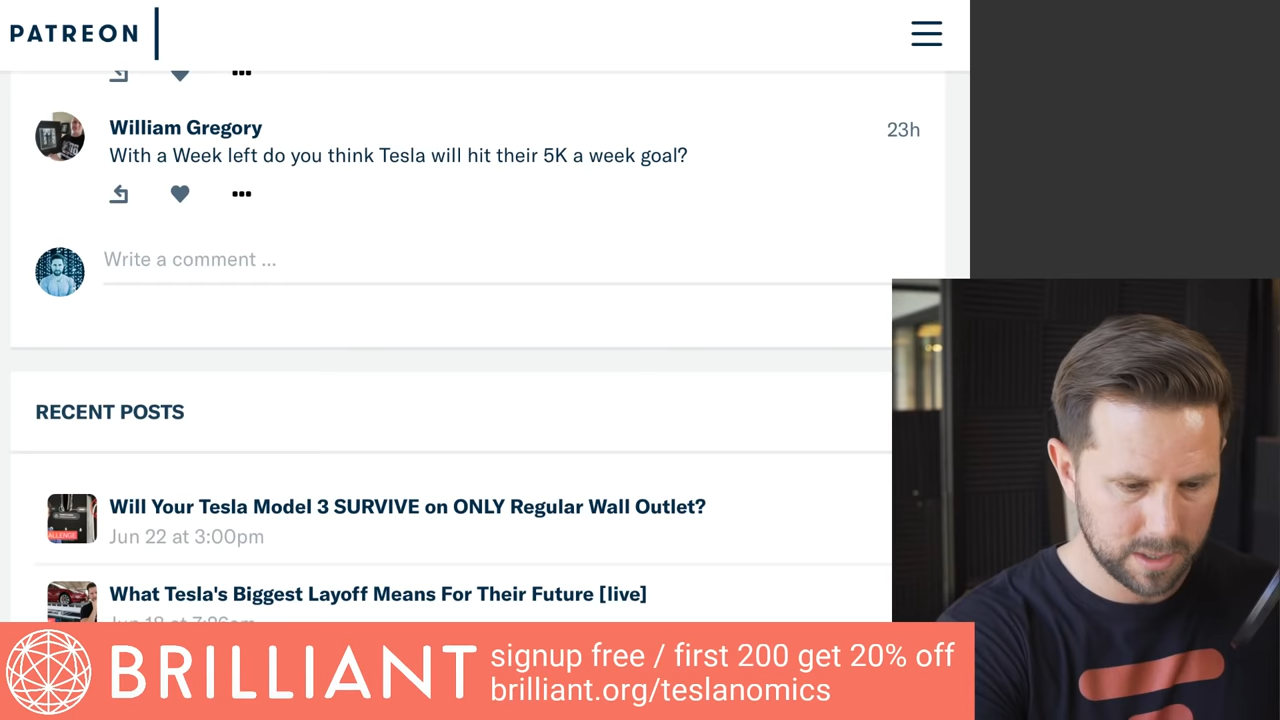 PATREON
William Gregory
23h
With a Week left do you think Tesla will hit their 5K a week goal?
Write a comment ...
RECENT POSTS
Will Your Tesla Model 3 SURVIVE on ONLY Regular Wall Outlet?
ALLENGE
Jun 22 at 3:00pm
What Tesla's Biggest Layoff Means For Their Future [live]
BRILLIANT
signup free / first 200 get 20% off
brilliant.org/teslanomics